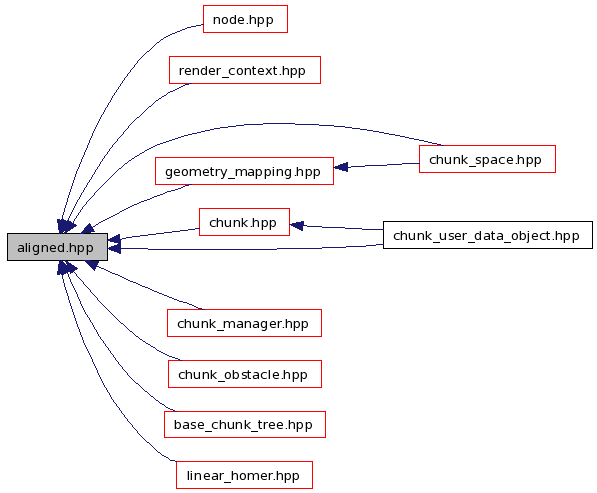 node.hpp
render_context.hpp
chunk_space.hpp
geometry_mapping.hpp
chunk.hpp
chunk_user_data_object.hpp
aligned.hpp
chunk_manager.hpp
chunk_obstacle.hpp
base_chunk_tree.hpp
linear_homer.hpp